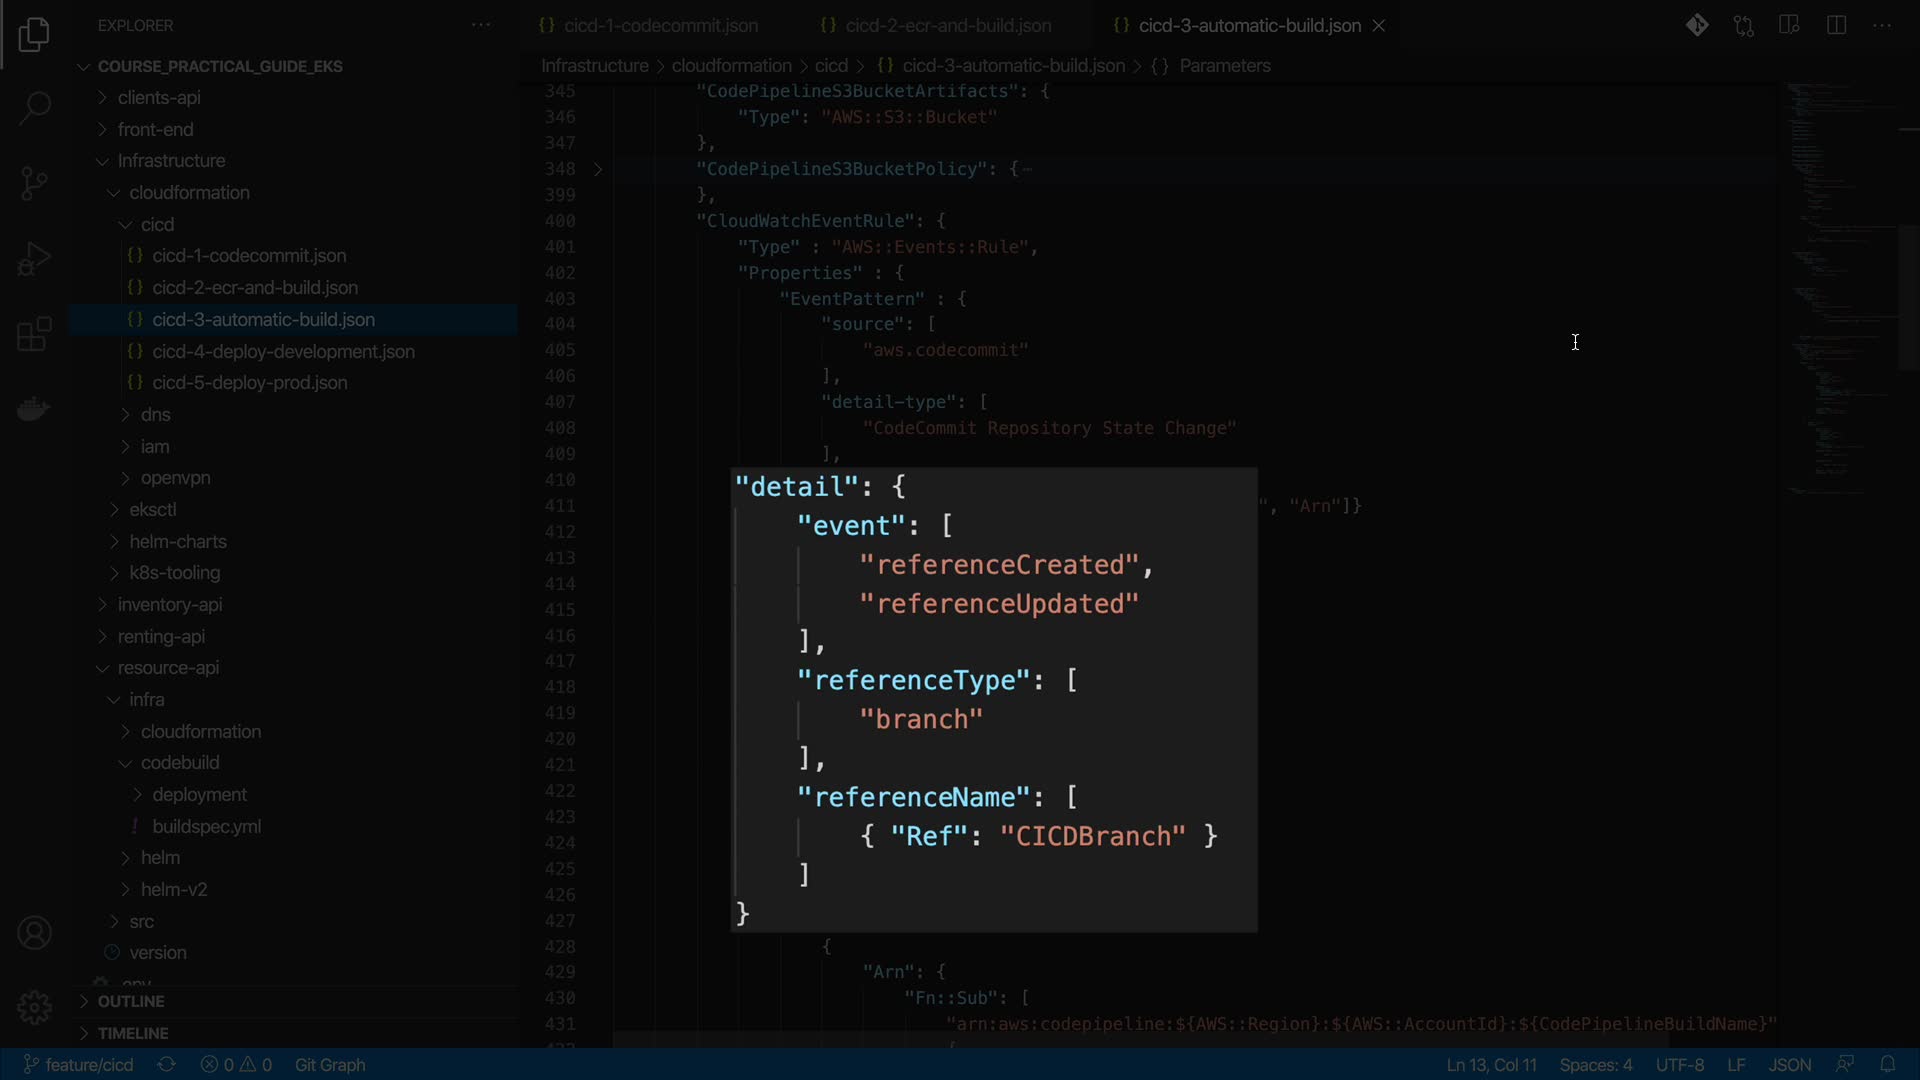 EXPLORER
COURSE_PRACTICAL_GUIDE_EKS
clients-api
front-end
Infrastructure
cloudformation
cicd
{} cicd-1-codecommit.json
{} cicd-2-ecr-and-build.json
{} cicd-3-automatic-build.json
{} cicd-4-deploy-development.json
{} cicd-5-deploy-prod.json
dns
iam
openvpn
eksctl
helm-charts
k8s-tooling
inventory-api
renting-api
resource-api
infra
cloudformation
codebuild
deployment
! buildspec.yml
helm
helm-v2
src
version
OUTLINE
TIMELINE
{} cicd-1-codecommit.json {} cicd-2-ecr-and-build.json {} cicd-3-automatic-build.json
Infrastructure > cloudformation > cicd > {} cicd-3-automatic-build.json > {} Parameters
345 "CodePipelineS3BucketArtifacts": {
346 "Type": "AWS::S3::Bucket"
347 },
348 "CodePipelineS3BucketPolicy": {
399 },
400 "CloudWatchEventRule": {
401 "Type" : "AWS::Events::Rule",
402 "Properties" : {
403 "EventPattern" : {
404 "source": [
405 "aws.codecommit"
406 ],
407 "detail-type": [
408 "CodeCommit Repository State Change"
409 ],
410
411 ", "Arn"]}
412
413
414
415
416
417
418
419
420
421
422
423
424
425
426
427
"detail": {
"event": [
"referenceCreated",
"referenceUpdated"
],
"referenceType": [
"branch"
],
"referenceName": [
{ "Ref": "CICDBranch" }
]
}
428 {
429 "Arn": {
430 "Fn::Sub": [
431 "arn:aws:codepipeline:${AWS::Region}:${AWS::AccountId}:${CodePipelineBuildName}"
feature/cicd 0 0 Git Graph Ln 13, Col 11 Spaces: 4 UTF-8 LF JSON